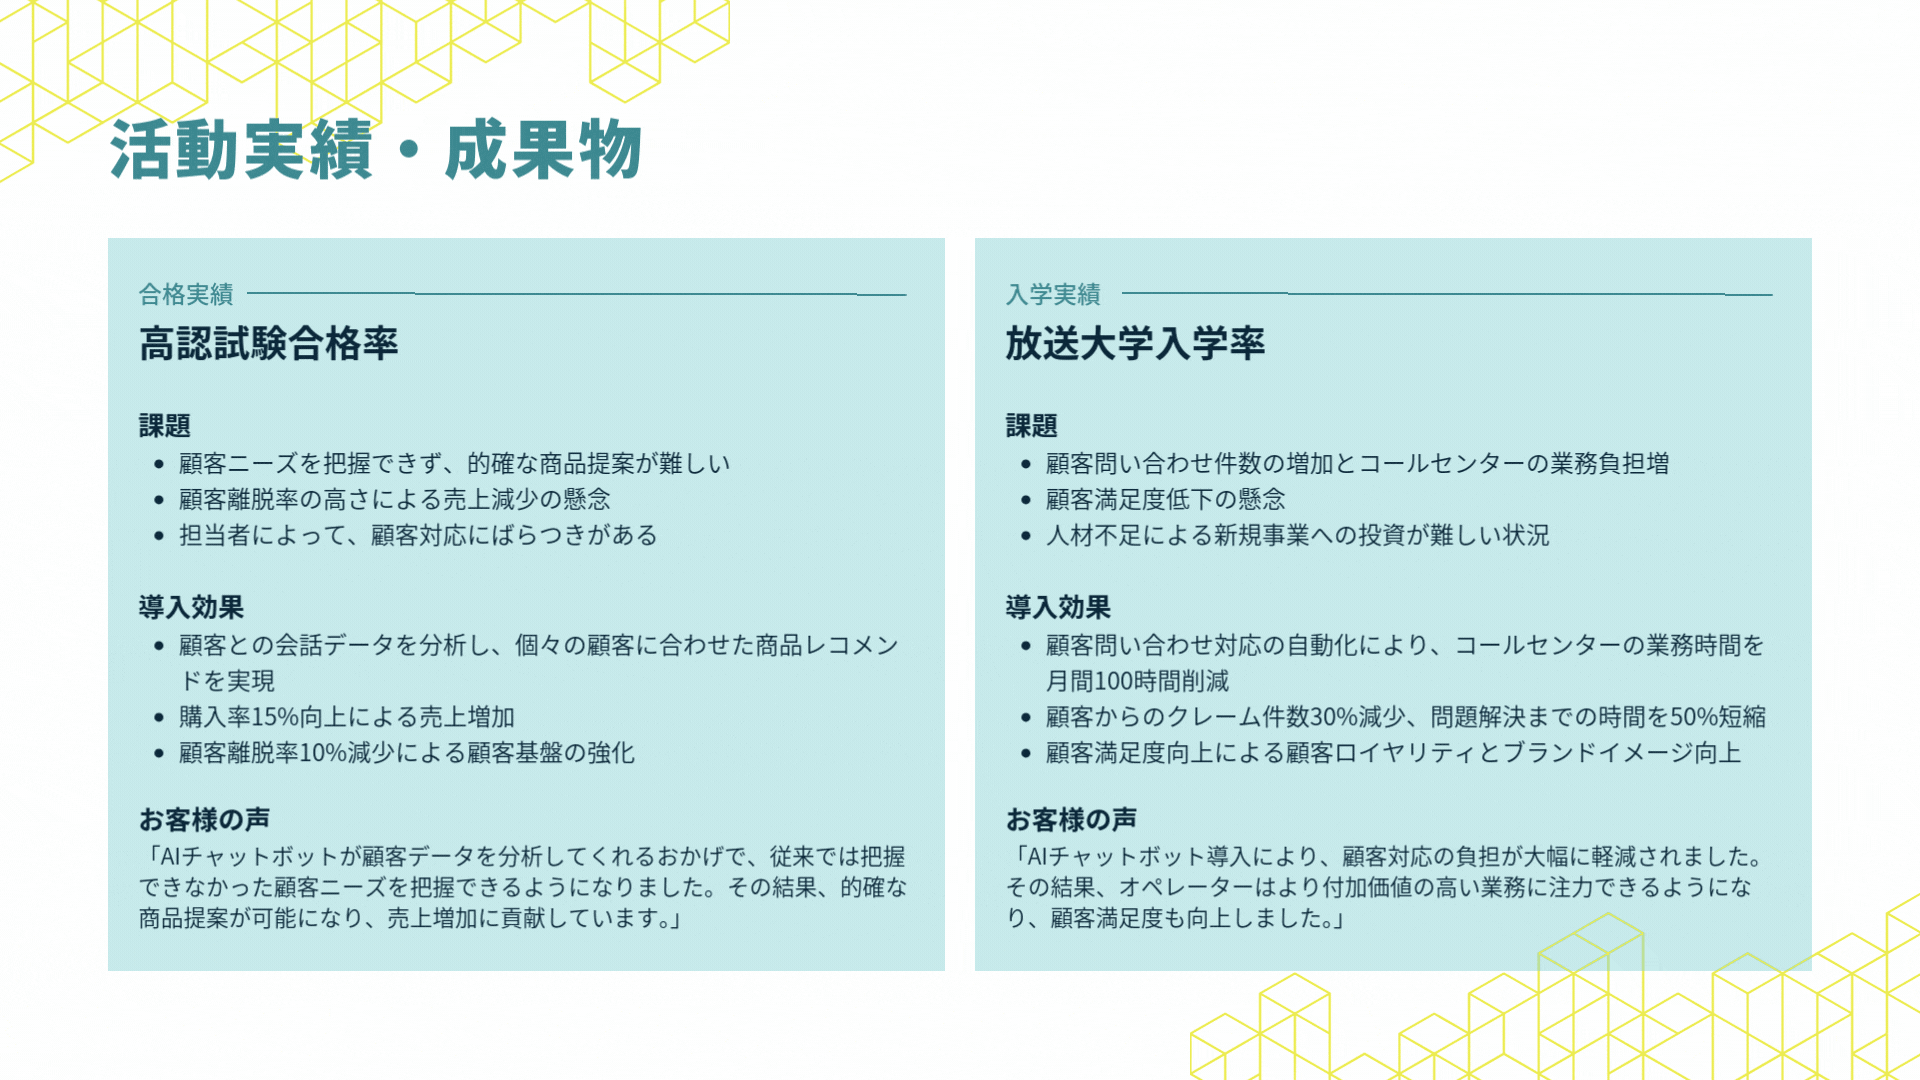 活動実績・成果物
合格実績
高認試験合格率
課題
• 顧客ニーズを把握できず、的確な商品提案が難しい
• 顧客離脱率の高さによる売上減少の懸念
• 担当者によって、顧客対応にばらつきがある
導入効果
• 顧客との会話データを分析し、個々の顧客に合わせた商品レコメン
ドを実現
• 購入率15%向上による売上増加
• 顧客離脱率10%減少による顧客基盤の強化
お客様の声
「AIチャットボットが顧客データを分析してくれるおかげで、従来では把握
できなかった顧客ニーズを把握できるようになりました。その結果、的確な
商品提案が可能になり、売上増加に貢献しています。」
入学実績
放送大学入学率
課題
• 顧客問い合わせ件数の増加とコールセンターの業務負担増
• 顧客満足度低下の懸念
• 人材不足による新規事業への投資が難しい状況
導入効果
• 顧客問い合わせ対応の自動化により、コールセンターの業務時間を
月間100時間削減
• 顧客からのクレーム件数30%減少、問題解決までの時間を50%短縮
• 顧客満足度向上による顧客ロイヤリティとブランドイメージ向上
お客様の声
「AIチャットボット導入により、顧客対応の負担が大幅に軽減されました。
その結果、オペレーターはより付加価値の高い業務に注力できるようにな
り、顧客満足度も向上しました。」